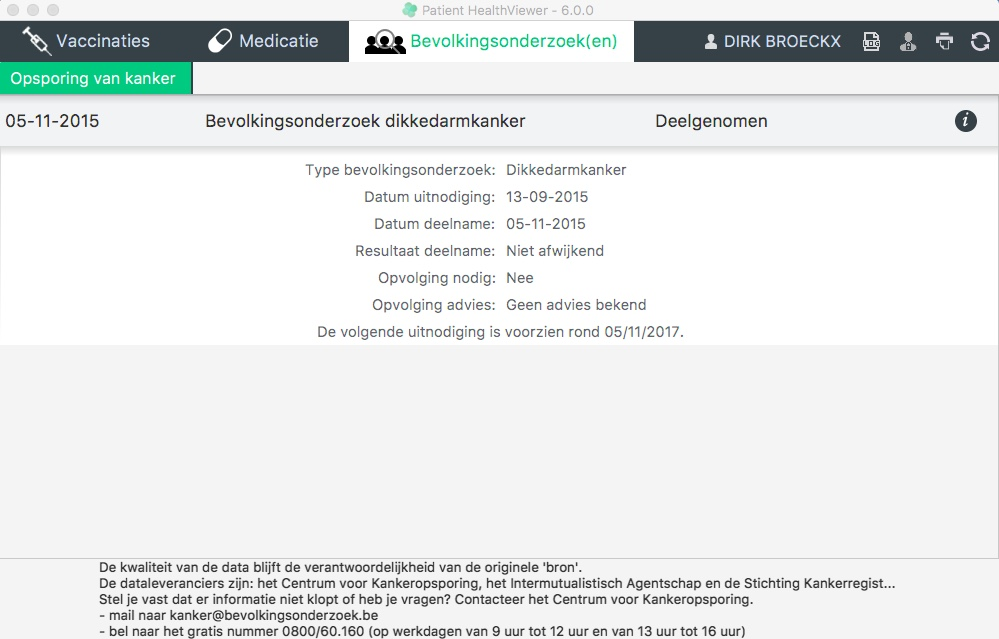 Patient HealthViewer - 6.0.0
Vaccinaties Medicatie Bevolkingsonderzoek(en) DIRK BROECKX
Opsporing van kanker
05-11-2015 Bevolkingsonderzoek dikkedarmkanker Deelgenomen i
Type bevolkingsonderzoek: Dikkedarmkanker
Datum uitnodiging: 13-09-2015
Datum deelname: 05-11-2015
Resultaat deelname: Niet afwijkend
Opvolging nodig: Nee
Opvolging advies: Geen advies bekend
De volgende uitnodiging is voorzien rond 05/11/2017.
De kwaliteit van de data blijft de verantwoordelijkheid van de originele 'bron'.
De dataleveranciers zijn: het Centrum voor Kankeropsporing, het Intermutualistisch Agentschap en de Stichting Kankerregist...
Stel je vast dat er informatie niet klopt of heb je vragen? Contacteer het Centrum voor Kankeropsporing.
- mail naar kanker@bevolkingsonderzoek.be
- bel naar het gratis nummer 0800/60.160 (op werkdagen van 9 uur tot 12 uur en van 13 uur tot 16 uur)